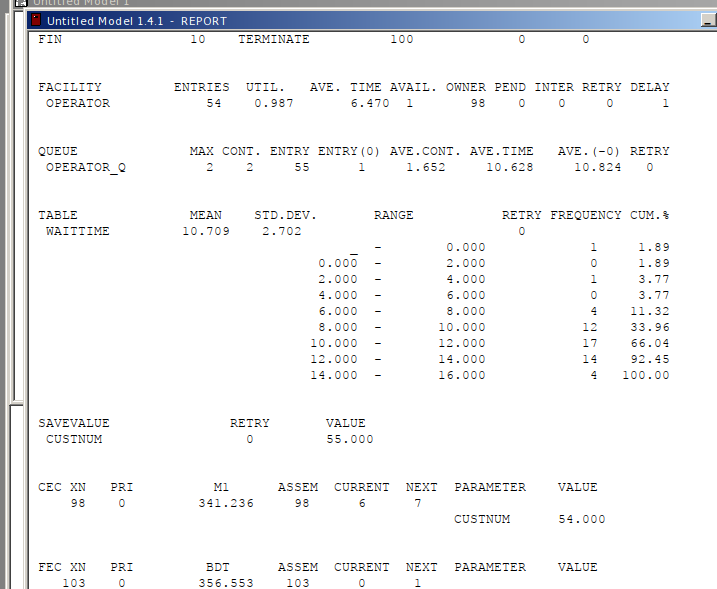 Untitled Model 1
Untitled Model 1.4.1 - REPORT
FIN 10 TERMINATE 100 0 0
FACILITY ENTRIES UTIL. AVE. TIME AVAIL. OWNER PEND INTER RETRY DELAY
OPERATOR 54 0.987 6.470 1 98 0 0 0 1
QUEUE MAX CONT. ENTRY ENTRY(0) AVE.CONT. AVE.TIME AVE.(-0) RETRY
OPERATOR_Q 2 2 55 1 1.652 10.628 10.824 0
TABLE MEAN STD.DEV. RANGE RETRY FREQUENCY CUM.%
WAITTIME 10.709 2.702 0
_ - 0.000 1 1.89
0.000 - 2.000 0 1.89
2.000 - 4.000 1 3.77
4.000 - 6.000 0 3.77
6.000 - 8.000 4 11.32
8.000 - 10.000 12 33.96
10.000 - 12.000 17 66.04
12.000 - 14.000 14 92.45
14.000 - 16.000 4 100.00
SAVEVALUE RETRY VALUE
CUSTNUM 0 55.000
CEC XN PRI M1 ASSEM CURRENT NEXT PARAMETER VALUE
98 0 341.236 98 6 7
CUSTNUM 54.000
FEC XN PRI BDT ASSEM CURRENT NEXT PARAMETER VALUE
103 0 356.553 103 0 1